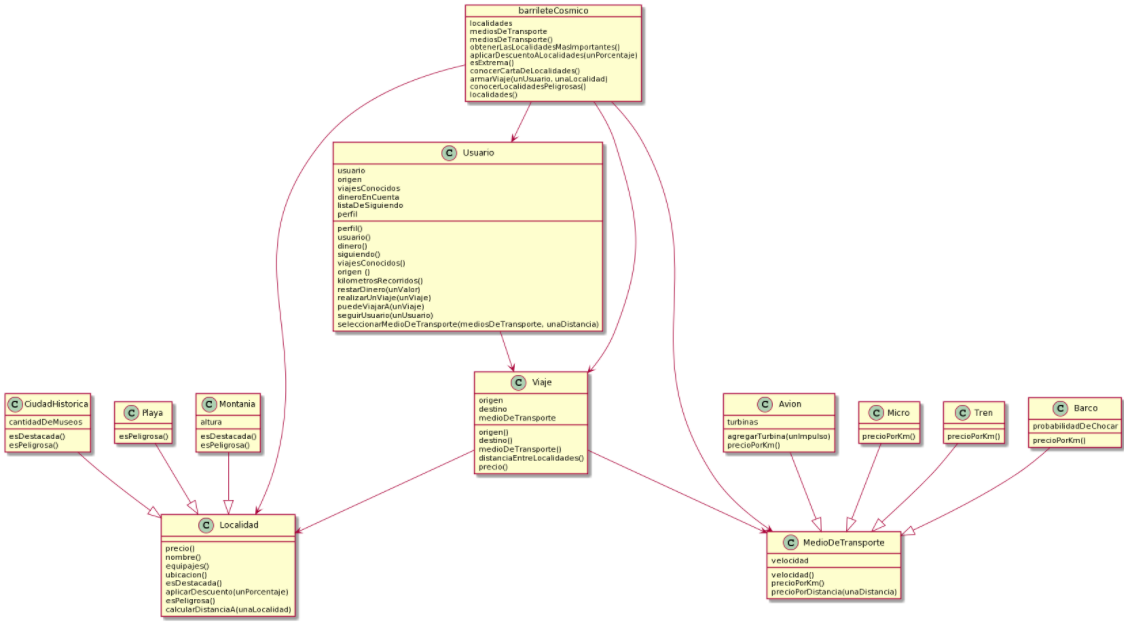 barrileteCosmico
localidades
mediosDeTransporte
mediosDeTransporte()
obtenerLasLocalidadesMasImportantes()
aplicarDescuentoALocalidades(unPorcentaje)
esExtrema()
conocerCartaDeLocalidades()
armarViaje(unUsuario, unaLocalidad)
conocerLocalidadesPeligrosas()
localidades()
C Usuario
usuario
origen
viajesConocidos
dineroEnCuenta
listaDeSiguiendo
perfil
perfil()
usuario()
dinero()
siguiendo()
viajesConocidos()
origen ()
kilometrosRecorridos()
restarDinero(unValor)
realizarUnViaje(unViaje)
puedeViajarA(unViaje)
seguirUsuario(unUsuario)
seleccionarMedioDeTransporte(mediosDeTransporte, unaDistancia)
C CiudadHistorica
cantidadDeMuseos
esDestacada()
esPeligrosa()
C Playa
esPeligrosa()
C Montania
altura
esDestacada()
esPeligrosa()
C Viaje
origen
destino
medioDeTransporte
origen()
destino()
medioDeTransporte()
distanciaEntreLocalidades()
precio()
C Avion
turbinas
agregarTurbina(unImpulso)
precioPorKm()
C Micro
precioPorKm()
C Tren
precioPorKm()
C Barco
probabilidadDeChocar
precioPorKm()
C Localidad
precio()
nombre()
equipajes()
ubicacion()
esDestacada()
aplicarDescuento(unPorcentaje)
esPeligrosa()
calcularDistanciaA(unaLocalidad)
C MedioDeTransporte
velocidad
velocidad()
precioPorKm()
precioPorDistancia(unaDistancia)